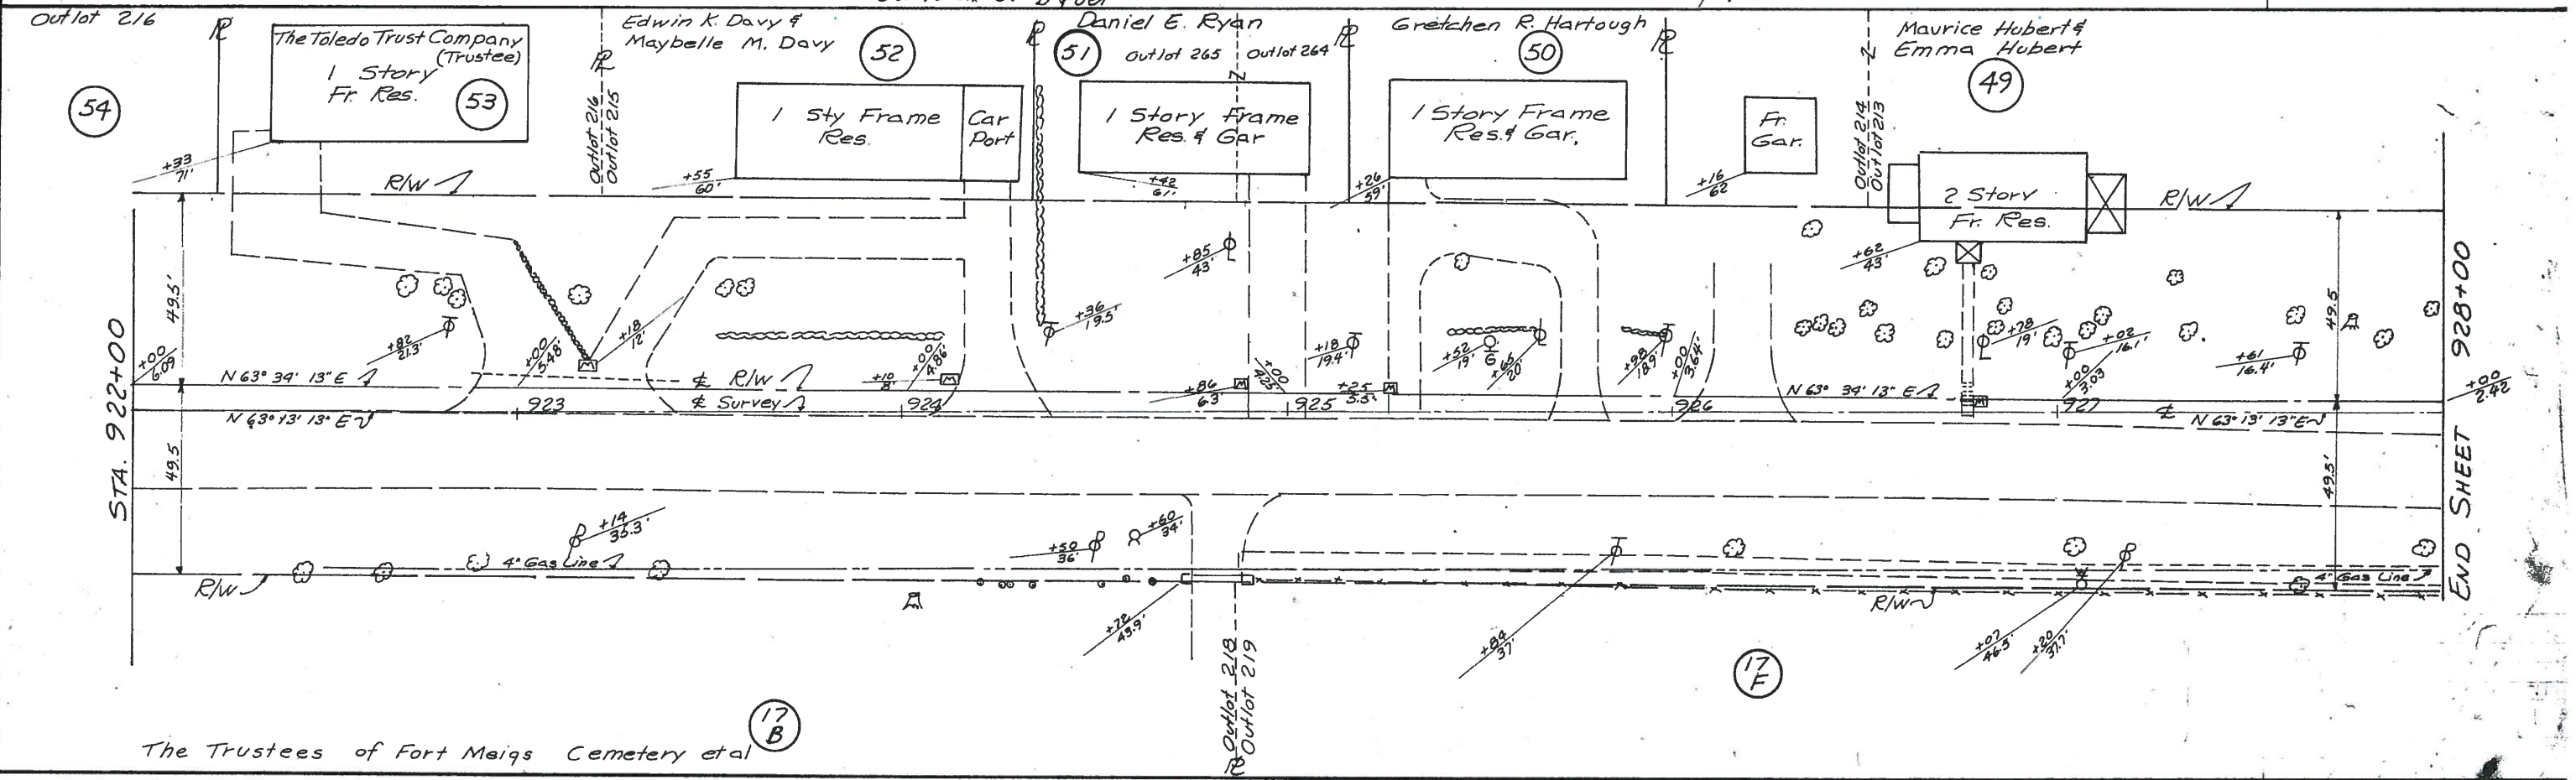 Outlot 216
The Toledo Trust Company
(Trustee)
1 Story
Fr. Res.
53
54
Edwin K. Davy &
Maybelle M. Davy
52
Outlot 216
Outlot 215
1 Sty Frame
Res.
Car
Port
Daniel E. Ryan
51
Outlot 265
Outlot 264
1 Story Frame
Res. & Gar
Gretchen R. Hartough
50
1 Story Frame
Res. & Gar.
Fr.
Gar.
Outlot 214
Outlot 213
Maurice Hubert &
Emma Hubert
49
2 Story
Fr. Res.
R/W
R/W
+33
71'
+55
60'
+42
61'
+26
59'
+16
62
+62
43'
+85
43'
+36
19.5'
+82
21.3'
+18
12'
+00
6.09
+00
5.48'
+10
8'
+00
4.86'
+86
63
+00
4.25'
+25
5.5'
+18
19.4'
+52
19'
G
+66
20'
+98
18.9'
+00
3.64'
+78
19'
+02
16.1'
+00
3.03
+61
16.4'
+00
2.42
49.5'
49.5
49.5
49.5'
STA. 922+00
END SHEET 928+00
N 63° 34' 13" E
℄ R/W
℄ Survey
N 63° 13' 13" E
923
924
925
926
927
N 63° 34' 13" E
℄
N 63° 13' 13" E
+14
35.3'
+50
36'
+60
34'
4" Gas Line
R/W
+72
49.9'
+84
37'
+07
46.5'
+20
37.7'
4" Gas Line
R/W
Outlot 218
Outlot 219
17
F
17
B
The Trustees of Fort Meigs Cemetery et al